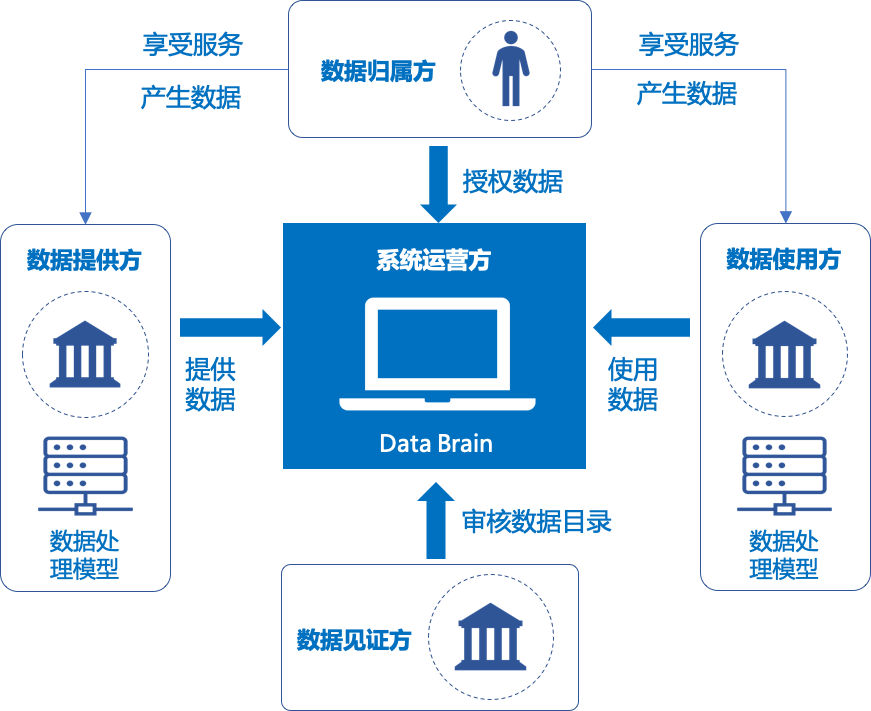 享受服务
产生数据
数据归属方
享受服务
产生数据
授权数据
数据提供方
数据处
理模型
提供
数据
系统运营方
Data Brain
使用
数据
数据使用方
数据处
理模型
审核数据目录
数据见证方